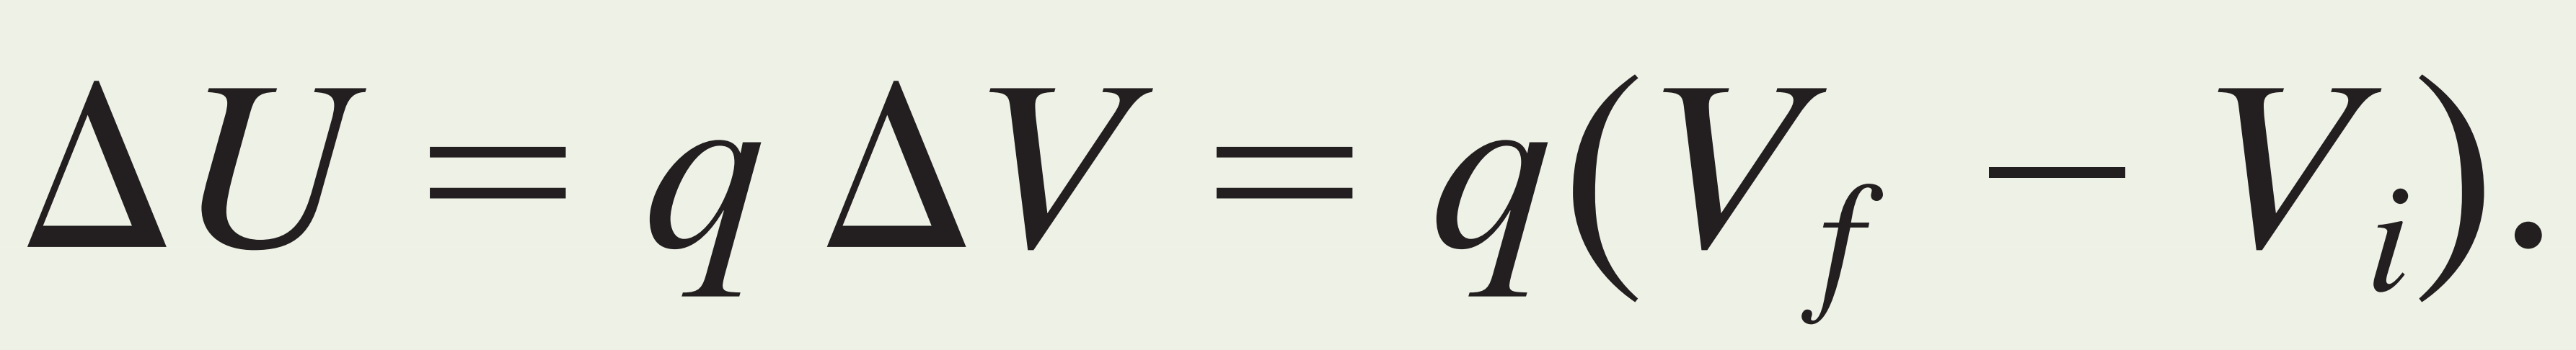 ΔU = q ΔV = q(V_f − V_i).